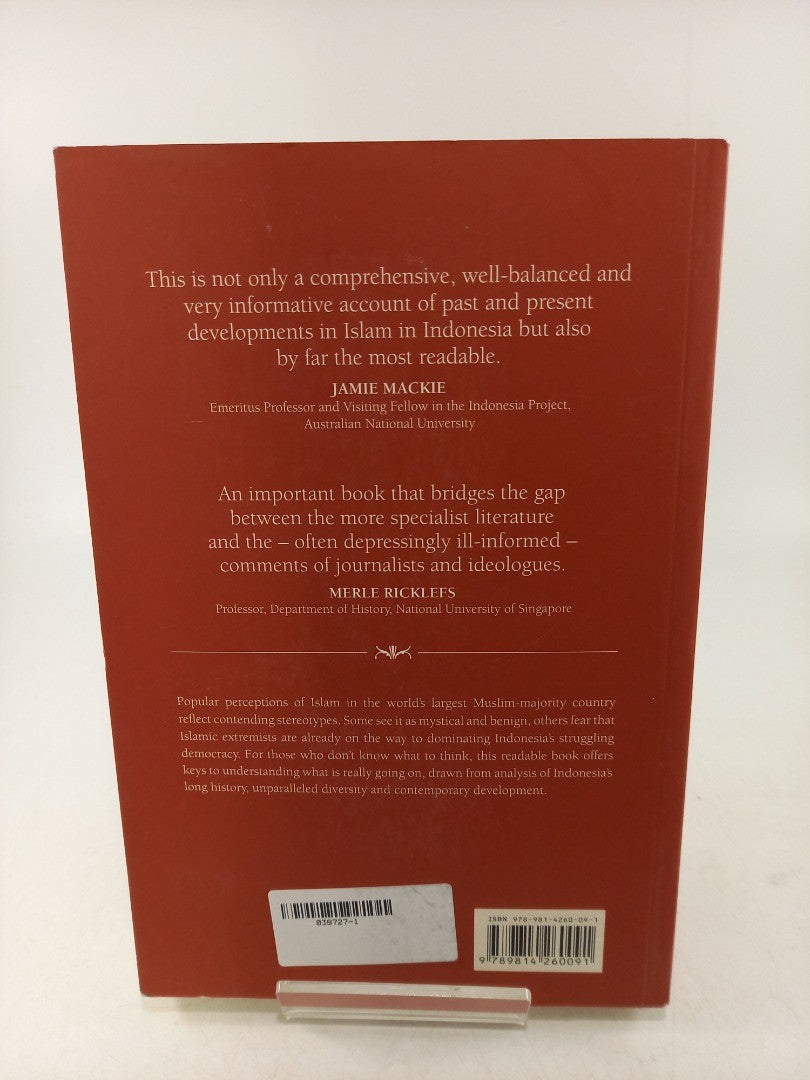 This is not only a comprehensive, well-balanced and
very informative account of past and present
developments in Islam in Indonesia but also
by far the most readable.
JAMIE MACKIE
Emeritus Professor and Visiting Fellow in the Indonesia Project,
Australian National University
An important book that bridges the gap
between the more specialist literature
and the – often depressingly ill-informed –
comments of journalists and ideologues.
MERLE RICKLEFS
Professor, Department of History, National University of Singapore
Popular perceptions of Islam in the world's largest Muslim-majority country
reflect contending stereotypes. Some see it as mystical and benign, others fear that
Islamic extremists are already on the way to dominating Indonesia's struggling
democracy. For those who don't know what to think, this readable book offers
keys to understanding what is really going on, drawn from analysis of Indonesia's
long history, unparalleled diversity and contemporary development.
038727-1
ISBN 978-981-4260-09-1
9 789814 260091